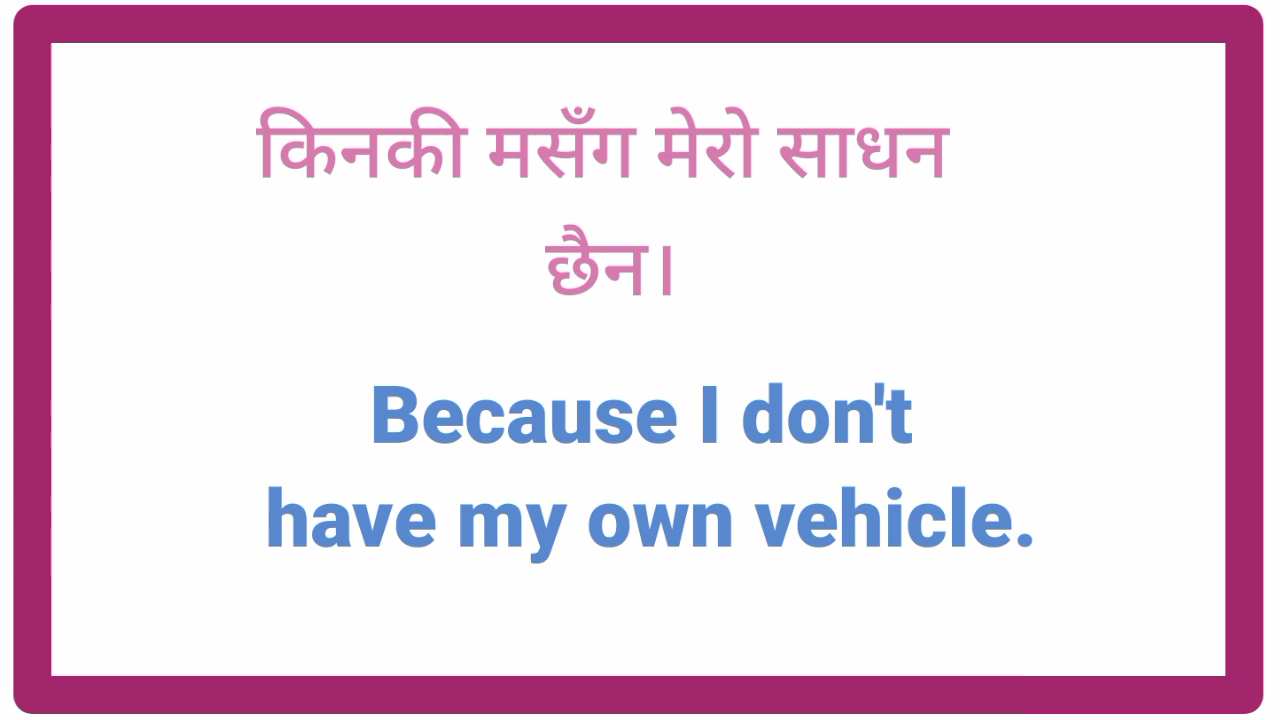 किनकी मसँग मेरो साधन
छैन।
Because I don't
have my own vehicle.